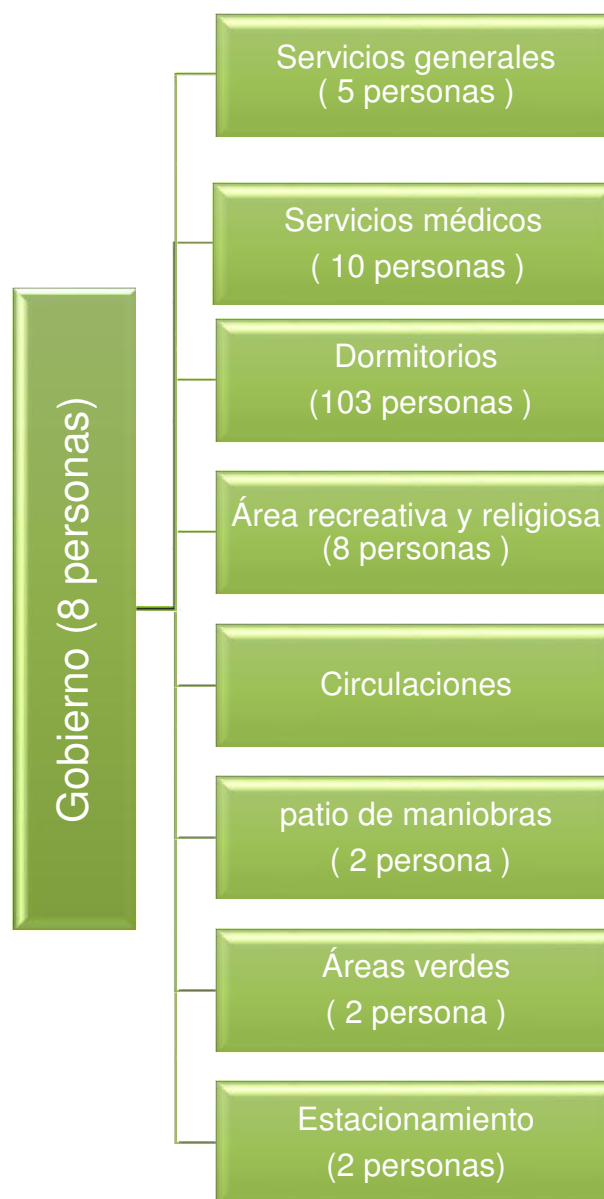 Servicios generales
( 5 personas )
Servicios médicos
( 10 personas )
Dormitorios
(103 personas )
Gobierno (8 personas)
Área recreativa y religiosa
(8 personas )
Circulaciones
patio de maniobras
( 2 persona )
Áreas verdes
( 2 persona )
Estacionamiento
(2 personas)